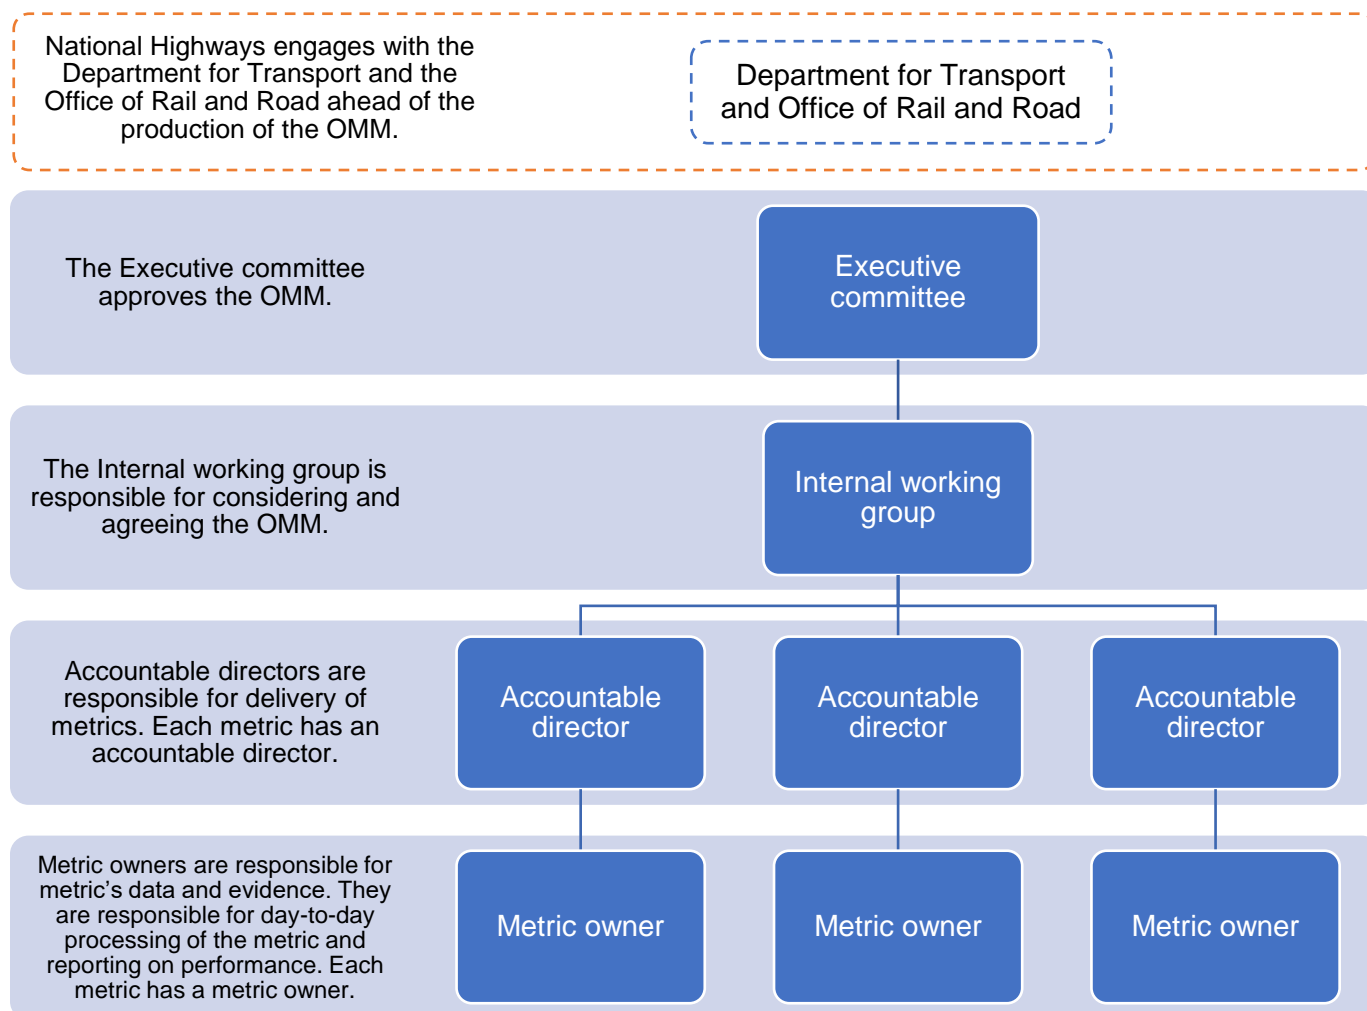 National Highways engages with the
Department for Transport and the
Office of Rail and Road ahead of the
production of the OMM.
Department for Transport
and Office of Rail and Road
The Executive committee
approves the OMM.
Executive
committee
The Internal working group is
responsible for considering and
agreeing the OMM.
Internal working
group
Accountable directors are
responsible for delivery of
metrics. Each metric has an
accountable director.
Accountable
director
Accountable
director
Accountable
director
Metric owners are responsible for
metric’s data and evidence. They
are responsible for day-to-day
processing of the metric and
reporting on performance. Each
metric has a metric owner.
Metric owner
Metric owner
Metric owner